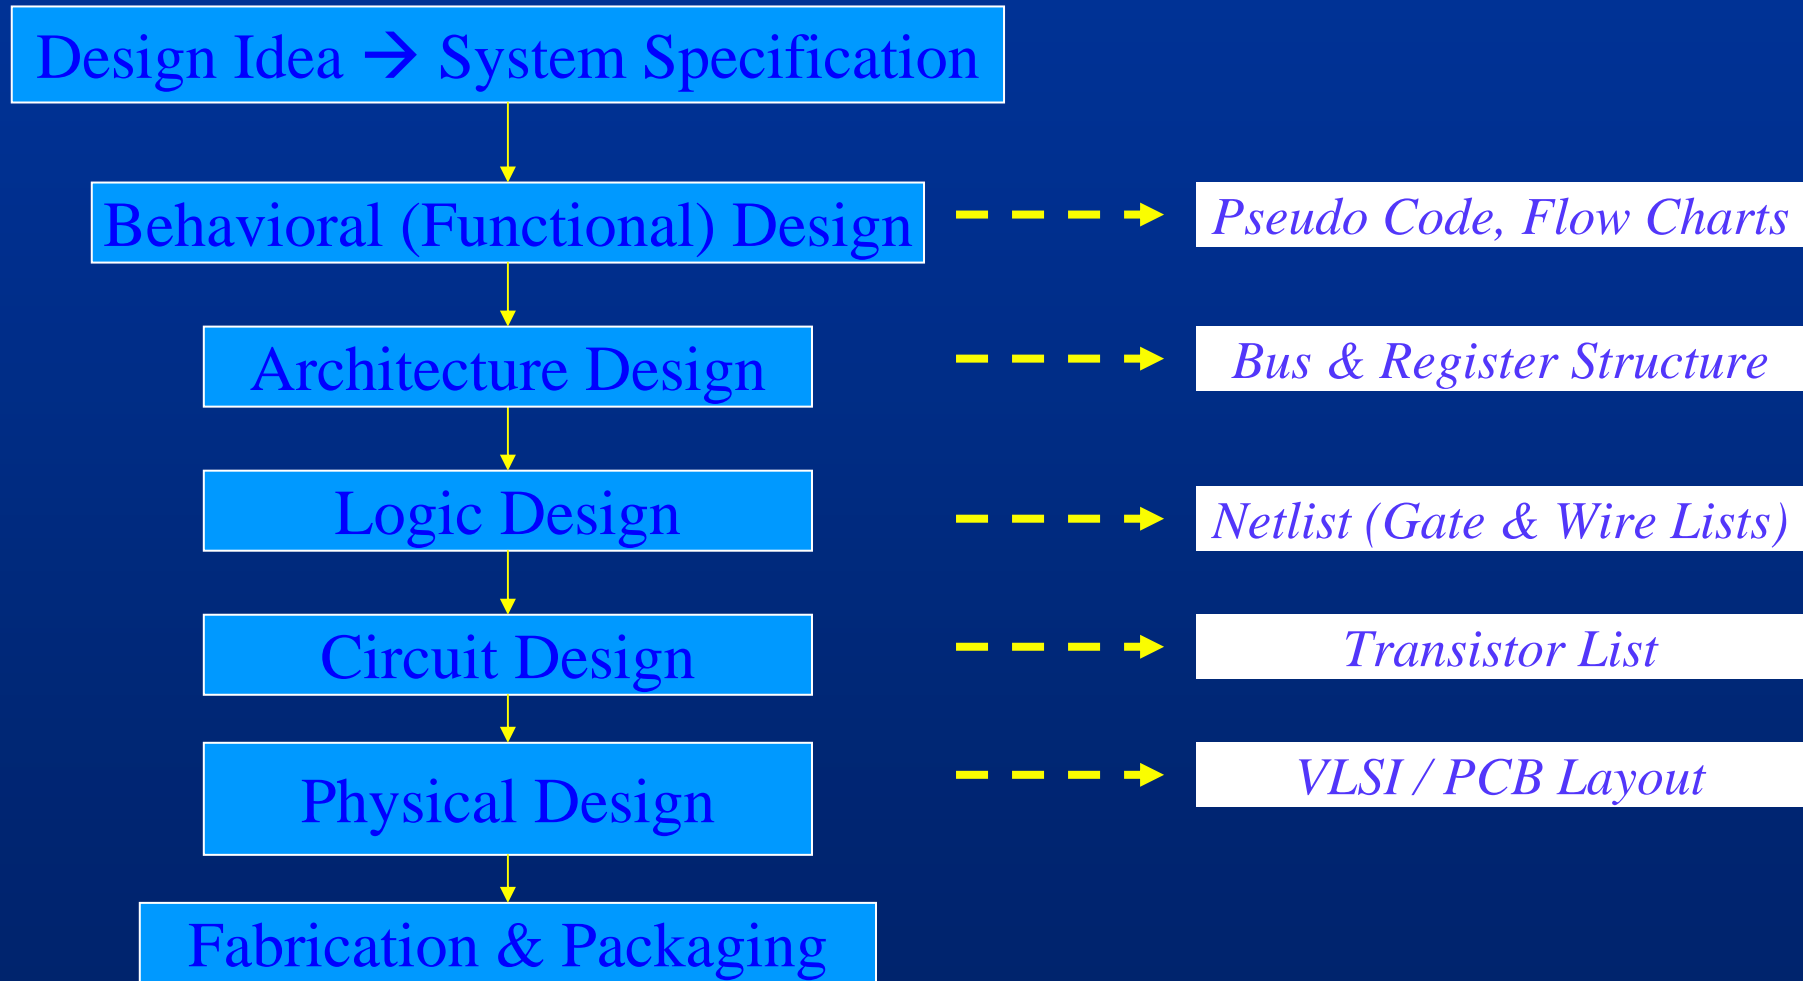 Design Idea → System Specification
Behavioral (Functional) Design
Pseudo Code, Flow Charts
Architecture Design
Bus & Register Structure
Logic Design
Netlist (Gate & Wire Lists)
Circuit Design
Transistor List
Physical Design
VLSI / PCB Layout
Fabrication & Packaging